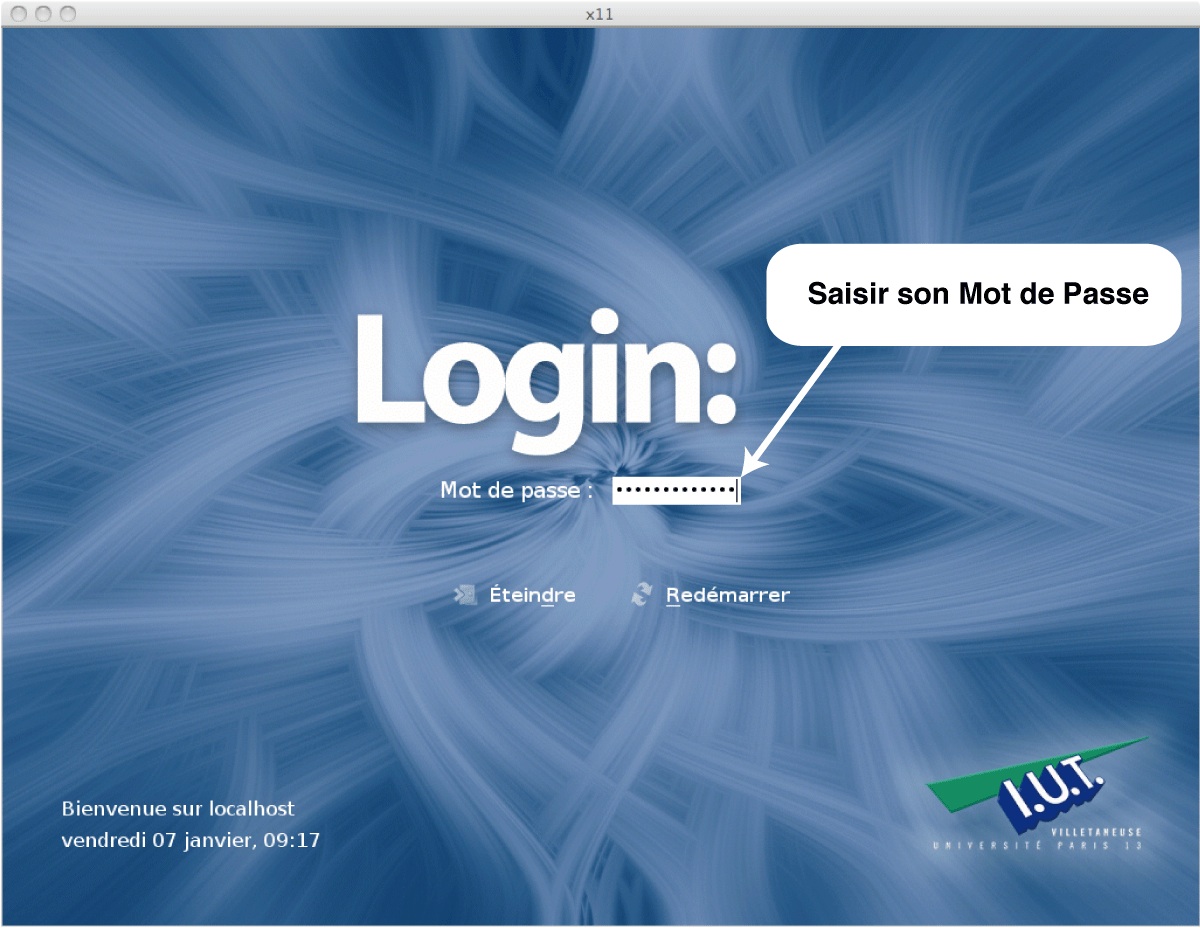 x11
Saisir son Mot de Passe
Login:
Mot de passe : •••••••••••••
Éteindre
Redémarrer
Bienvenue sur localhost
vendredi 07 janvier, 09:17
I.U.T.
VILLETANEUSE
UNIVERSITÉ PARIS 13